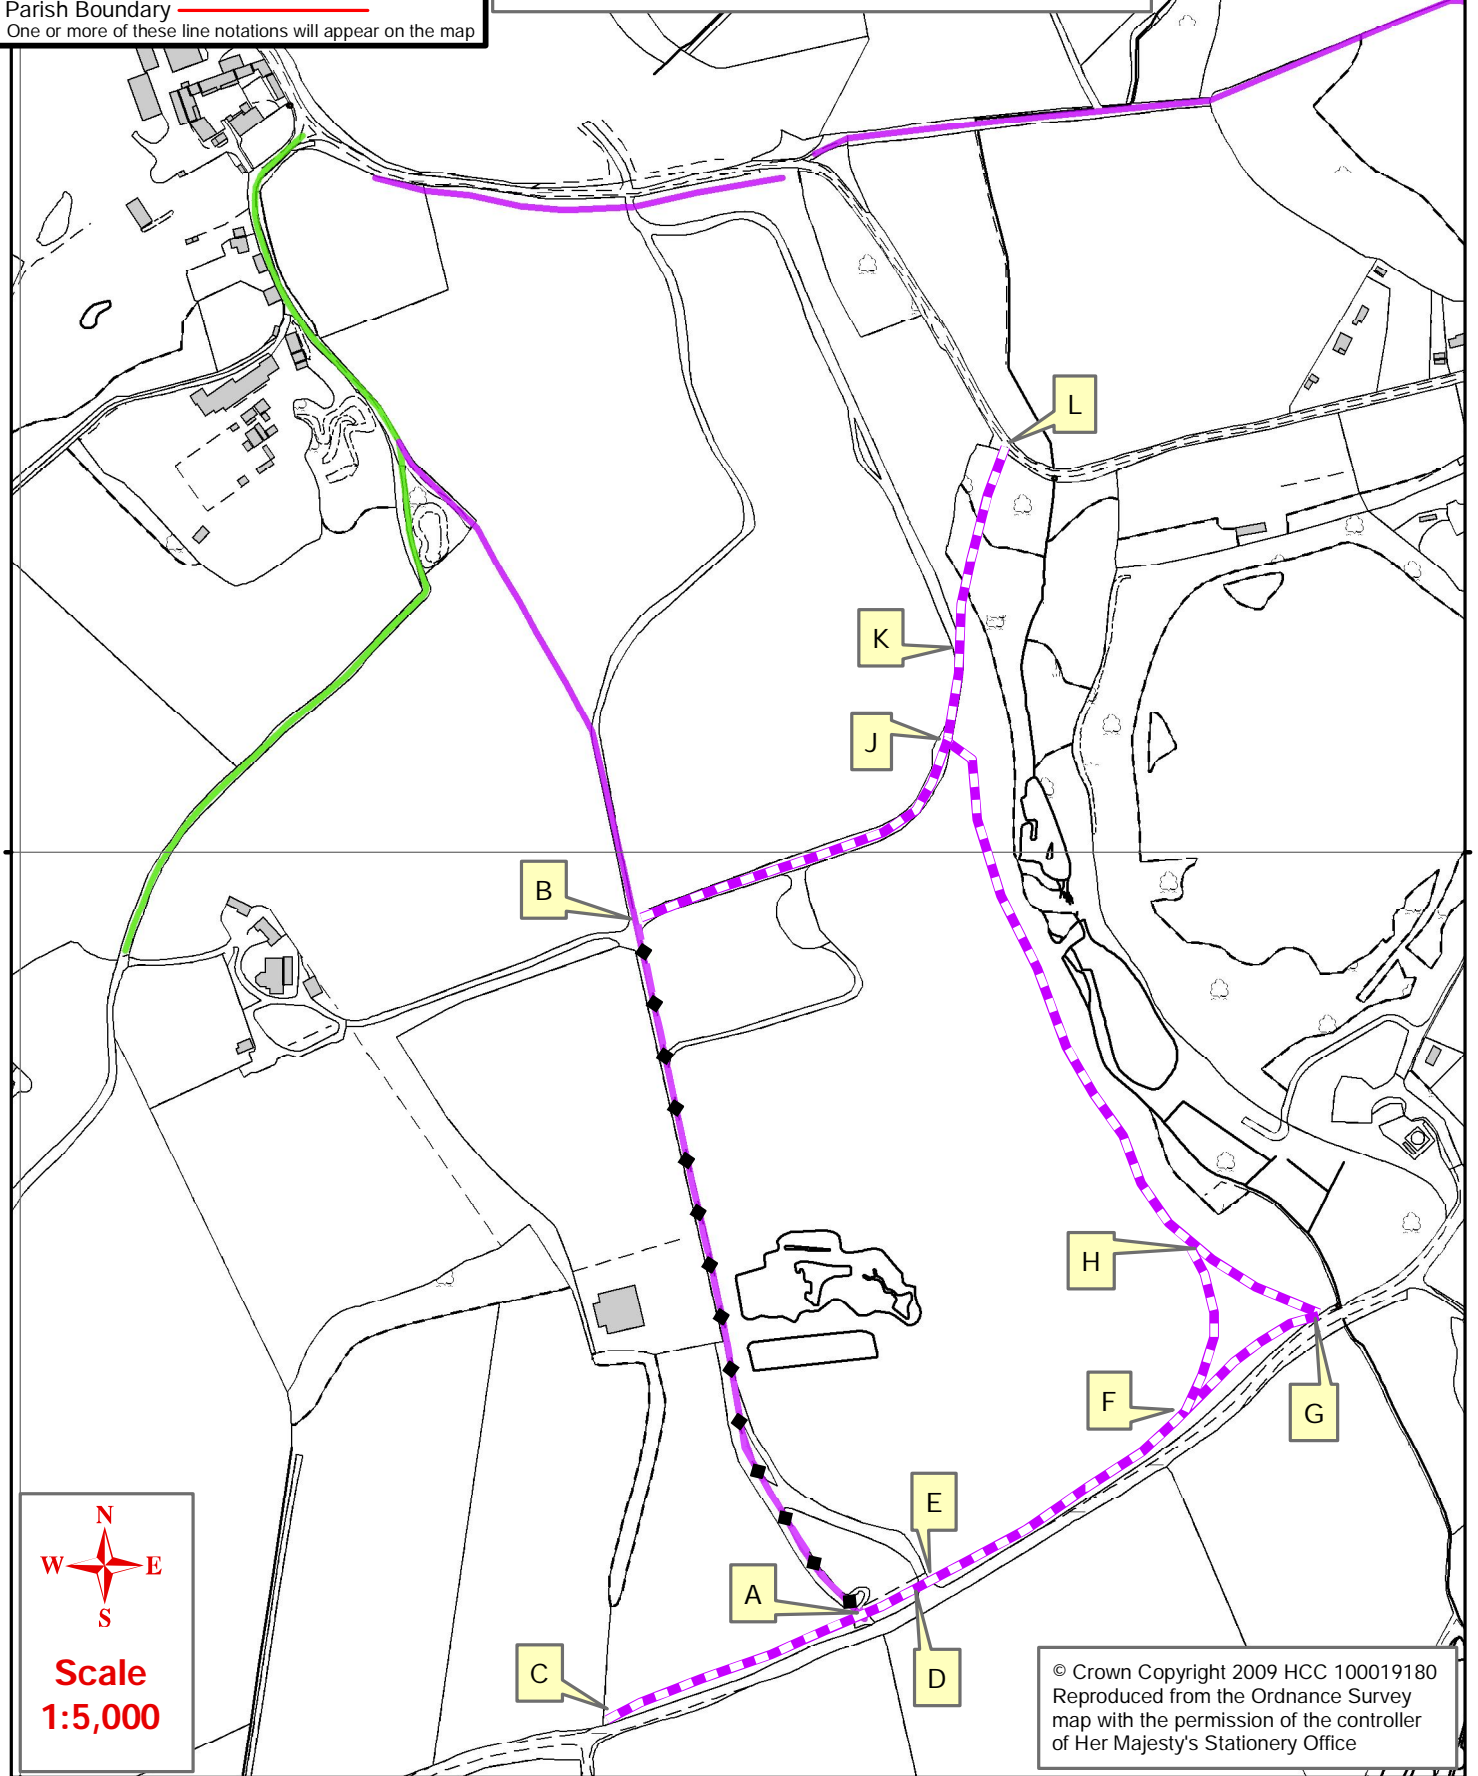 Parish Boundary
One or more of these line notations will appear on the map
L
K
J
B
H
F
G
E
A
D
C
N
W E
S
Scale
1:5,000
© Crown Copyright 2009 HCC 100019180
Reproduced from the Ordnance Survey
map with the permission of the controller
of Her Majesty's Stationery Office